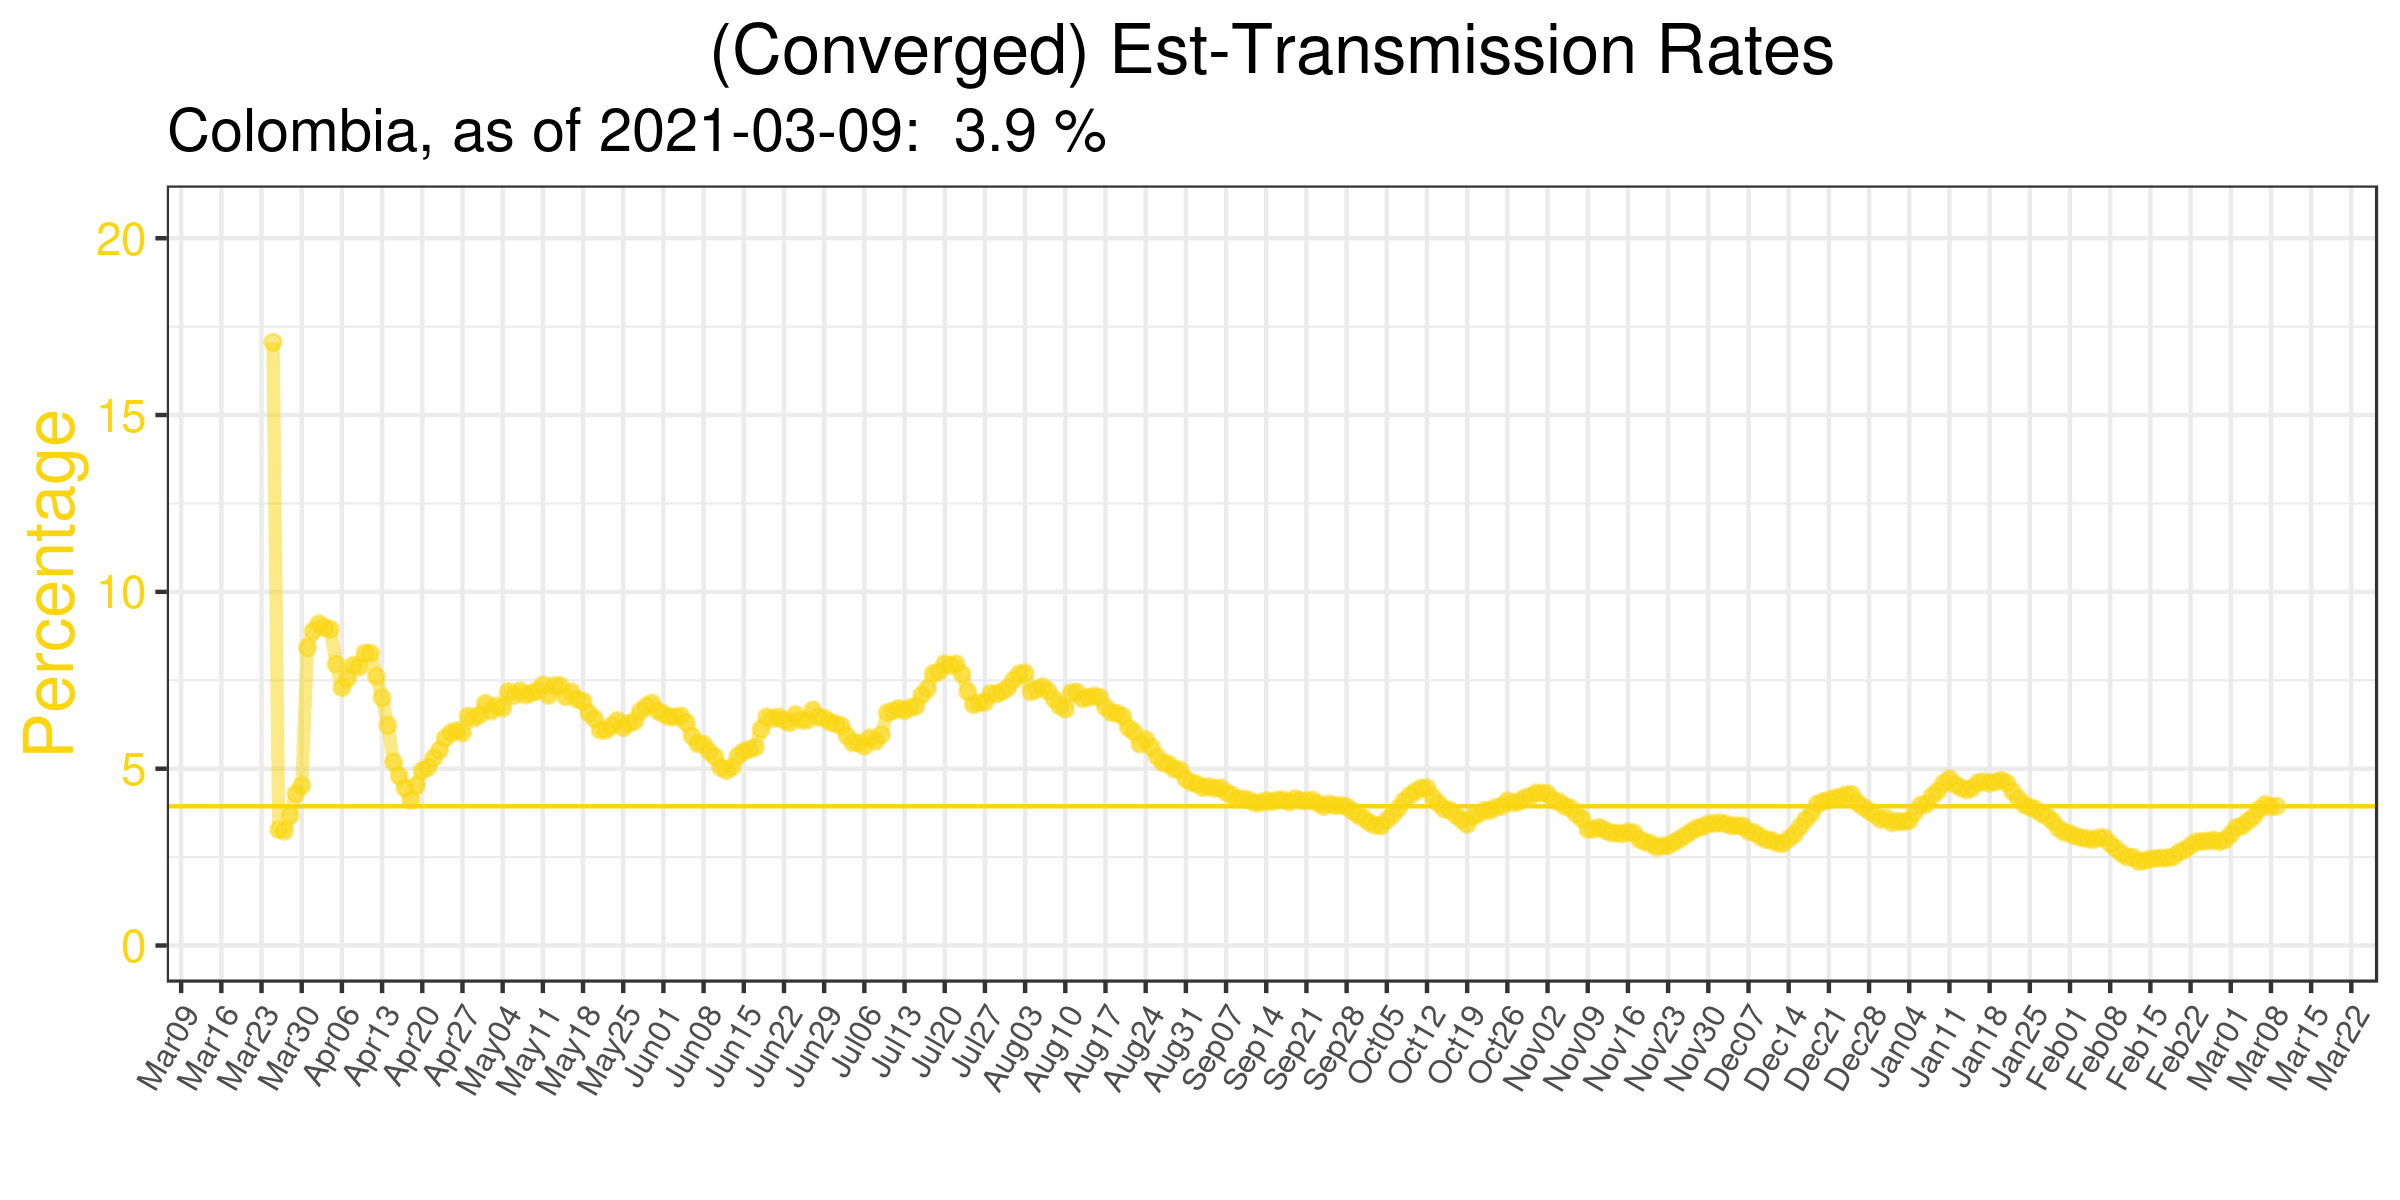 (Converged) Est-Transmission Rates
Colombia, as of 2021-03-09:  3.9 %
Percentage
20
15
10
5
0
Mar09
Mar16
Mar23
Mar30
Apr06
Apr13
Apr20
Apr27
May04
May11
May18
May25
Jun01
Jun08
Jun15
Jun22
Jun29
Jul06
Jul13
Jul20
Jul27
Aug03
Aug10
Aug17
Aug24
Aug31
Sep07
Sep14
Sep21
Sep28
Oct05
Oct12
Oct19
Oct26
Nov02
Nov09
Nov16
Nov23
Nov30
Dec07
Dec14
Dec21
Dec28
Jan04
Jan11
Jan18
Jan25
Feb01
Feb08
Feb15
Feb22
Mar01
Mar08
Mar15
Mar22